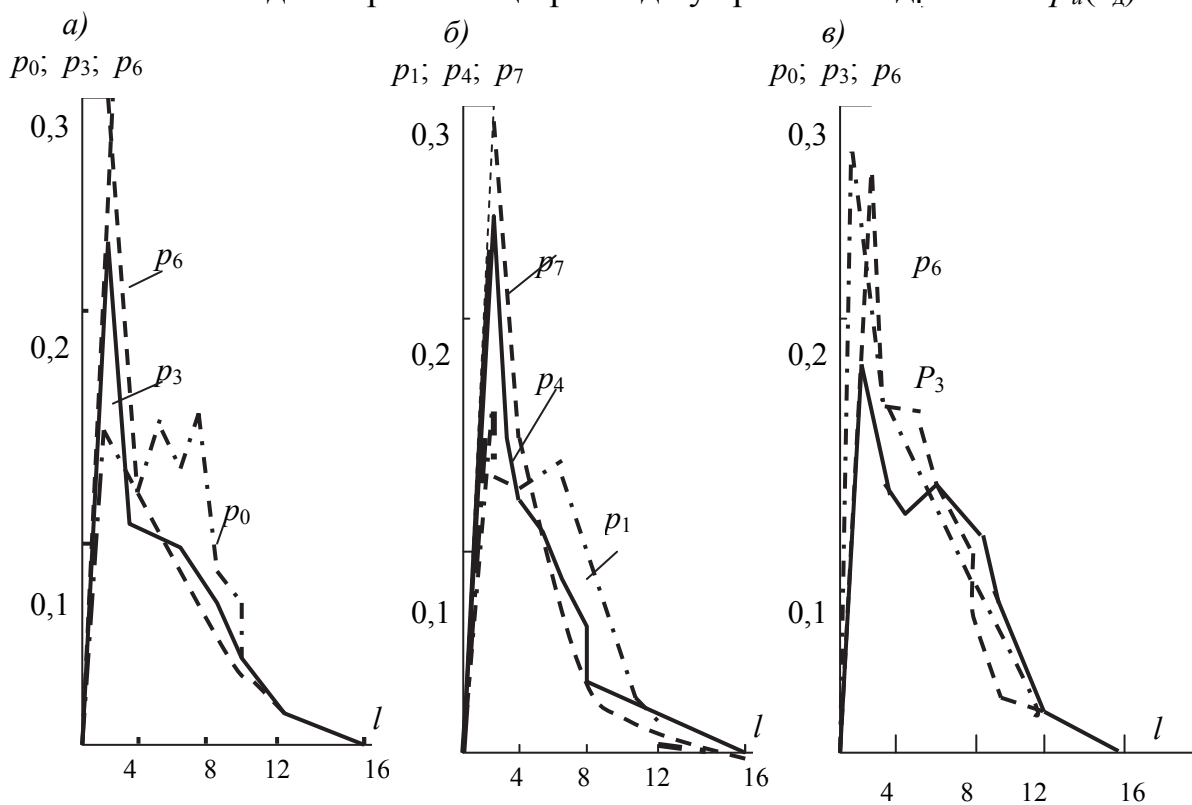 а)
p0; p3; p6
0,3
0,2
0,1
p6
p3
p0
l
4 8 12 16
б)
p1; p4; p7
0,3
0,2
0,1
p7
p4
p1
l
4 8 12 16
в)
p0; p3; p6
0,3
0,2
0,1
p6
P3
l
4 8 12 16